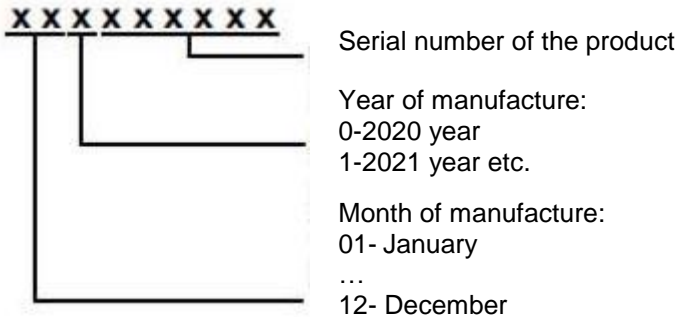 x x x x x x x x x
Serial number of the product
Year of manufacture:
0-2020 year
1-2021 year etc.
Month of manufacture:
01- January
…
12- December